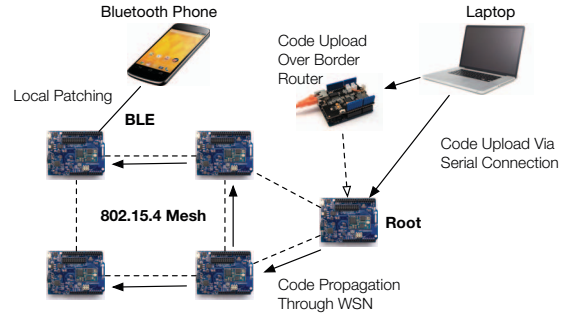 Bluetooth Phone
Laptop
Code Upload
Over Border
Router
Local Patching
BLE
Code Upload Via
Serial Connection
802.15.4 Mesh
Root
Code Propagation
Through WSN